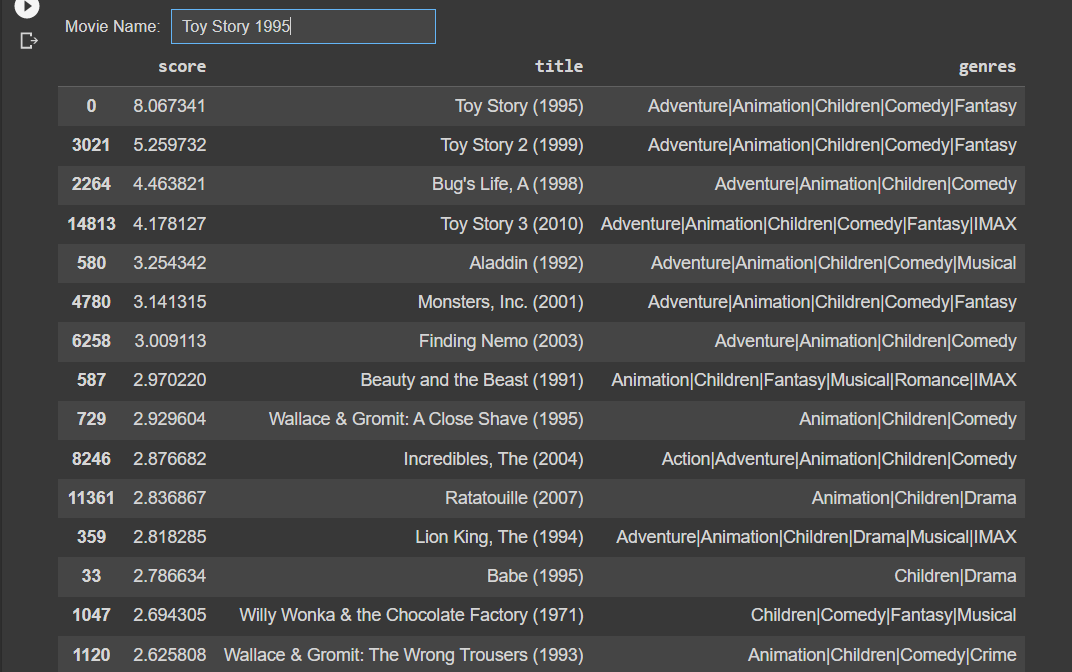 Movie Name: Toy Story 1995
score title genres
0 8.067341 Toy Story (1995) Adventure|Animation|Children|Comedy|Fantasy
3021 5.259732 Toy Story 2 (1999) Adventure|Animation|Children|Comedy|Fantasy
2264 4.463821 Bug's Life, A (1998) Adventure|Animation|Children|Comedy
14813 4.178127 Toy Story 3 (2010) Adventure|Animation|Children|Comedy|Fantasy|IMAX
580 3.254342 Aladdin (1992) Adventure|Animation|Children|Comedy|Musical
4780 3.141315 Monsters, Inc. (2001) Adventure|Animation|Children|Comedy|Fantasy
6258 3.009113 Finding Nemo (2003) Adventure|Animation|Children|Comedy
587 2.970220 Beauty and the Beast (1991) Animation|Children|Fantasy|Musical|Romance|IMAX
729 2.929604 Wallace & Gromit: A Close Shave (1995) Animation|Children|Comedy
8246 2.876682 Incredibles, The (2004) Action|Adventure|Animation|Children|Comedy
11361 2.836867 Ratatouille (2007) Animation|Children|Drama
359 2.818285 Lion King, The (1994) Adventure|Animation|Children|Drama|Musical|IMAX
33 2.786634 Babe (1995) Children|Drama
1047 2.694305 Willy Wonka & the Chocolate Factory (1971) Children|Comedy|Fantasy|Musical
1120 2.625808 Wallace & Gromit: The Wrong Trousers (1993) Animation|Children|Comedy|Crime